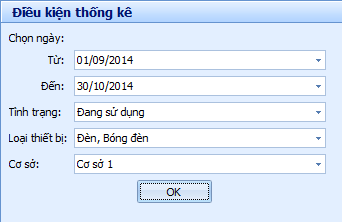 Điều kiện thống kê
Chọn ngày:
Từ: 01/09/2014
Đến: 30/10/2014
Tình trạng: Đang sử dụng
Loại thiết bị: Đèn, Bóng đèn
Cơ sở: Cơ sở 1
OK